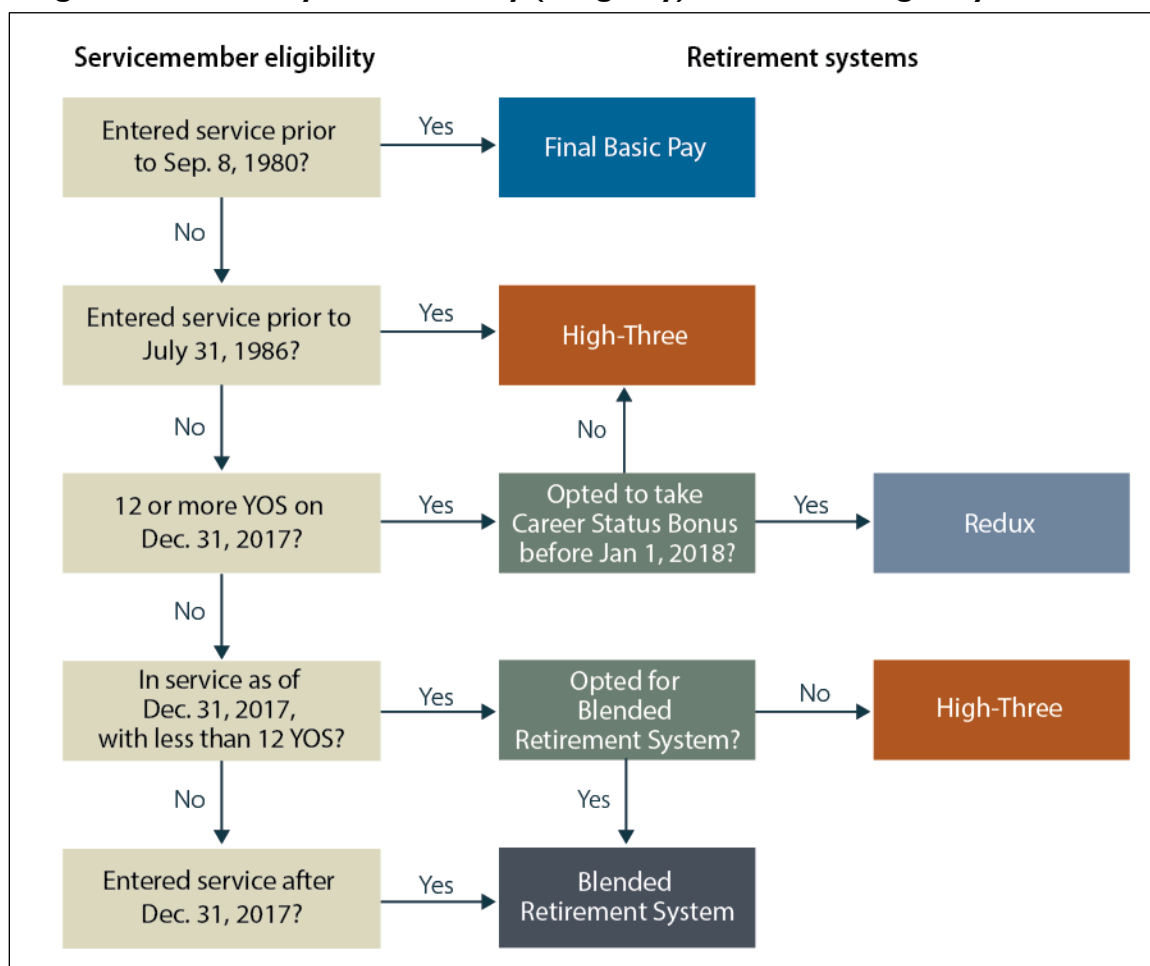 Servicemember eligibility
Retirement systems
Entered service prior
to Sep. 8, 1980?
Yes
Final Basic Pay
No
Entered service prior to
July 31, 1986?
Yes
High-Three
No
No
12 or more YOS on
Dec. 31, 2017?
Yes
Opted to take
Career Status Bonus
before Jan 1, 2018?
Yes
Redux
No
In service as of
Dec. 31, 2017,
with less than 12 YOS?
Yes
Opted for
Blended
Retirement System?
No
High-Three
No
Yes
Entered service after
Dec. 31, 2017?
Yes
Blended
Retirement System